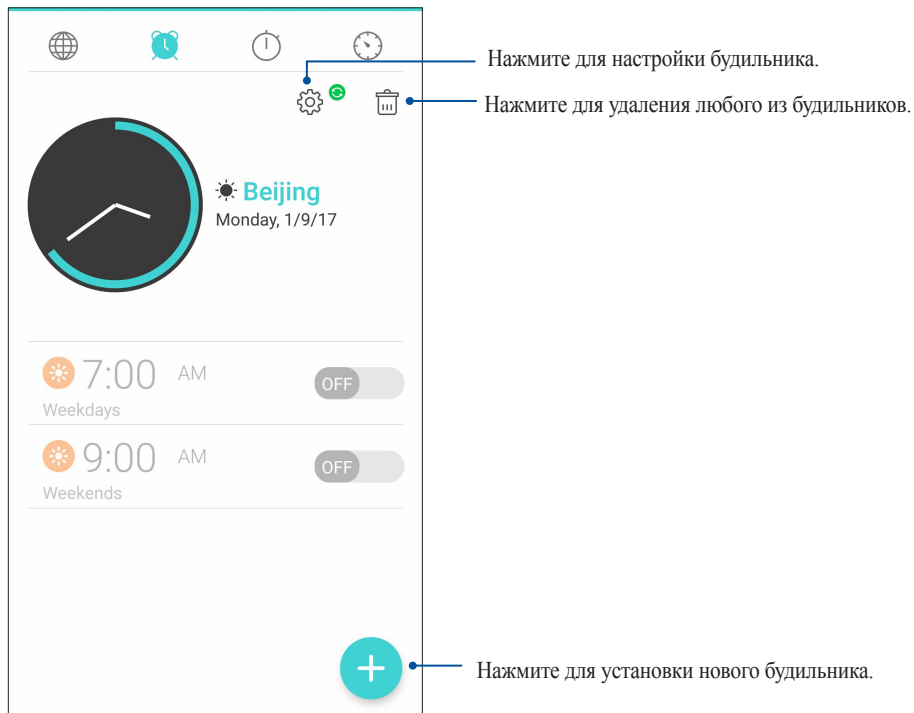 Нажмите для настройки будильника.
Нажмите для удаления любого из будильников.
Beijing
Monday, 1/9/17
7:00 AM
OFF
Weekdays
9:00 AM
OFF
Weekends
Нажмите для установки нового будильника.